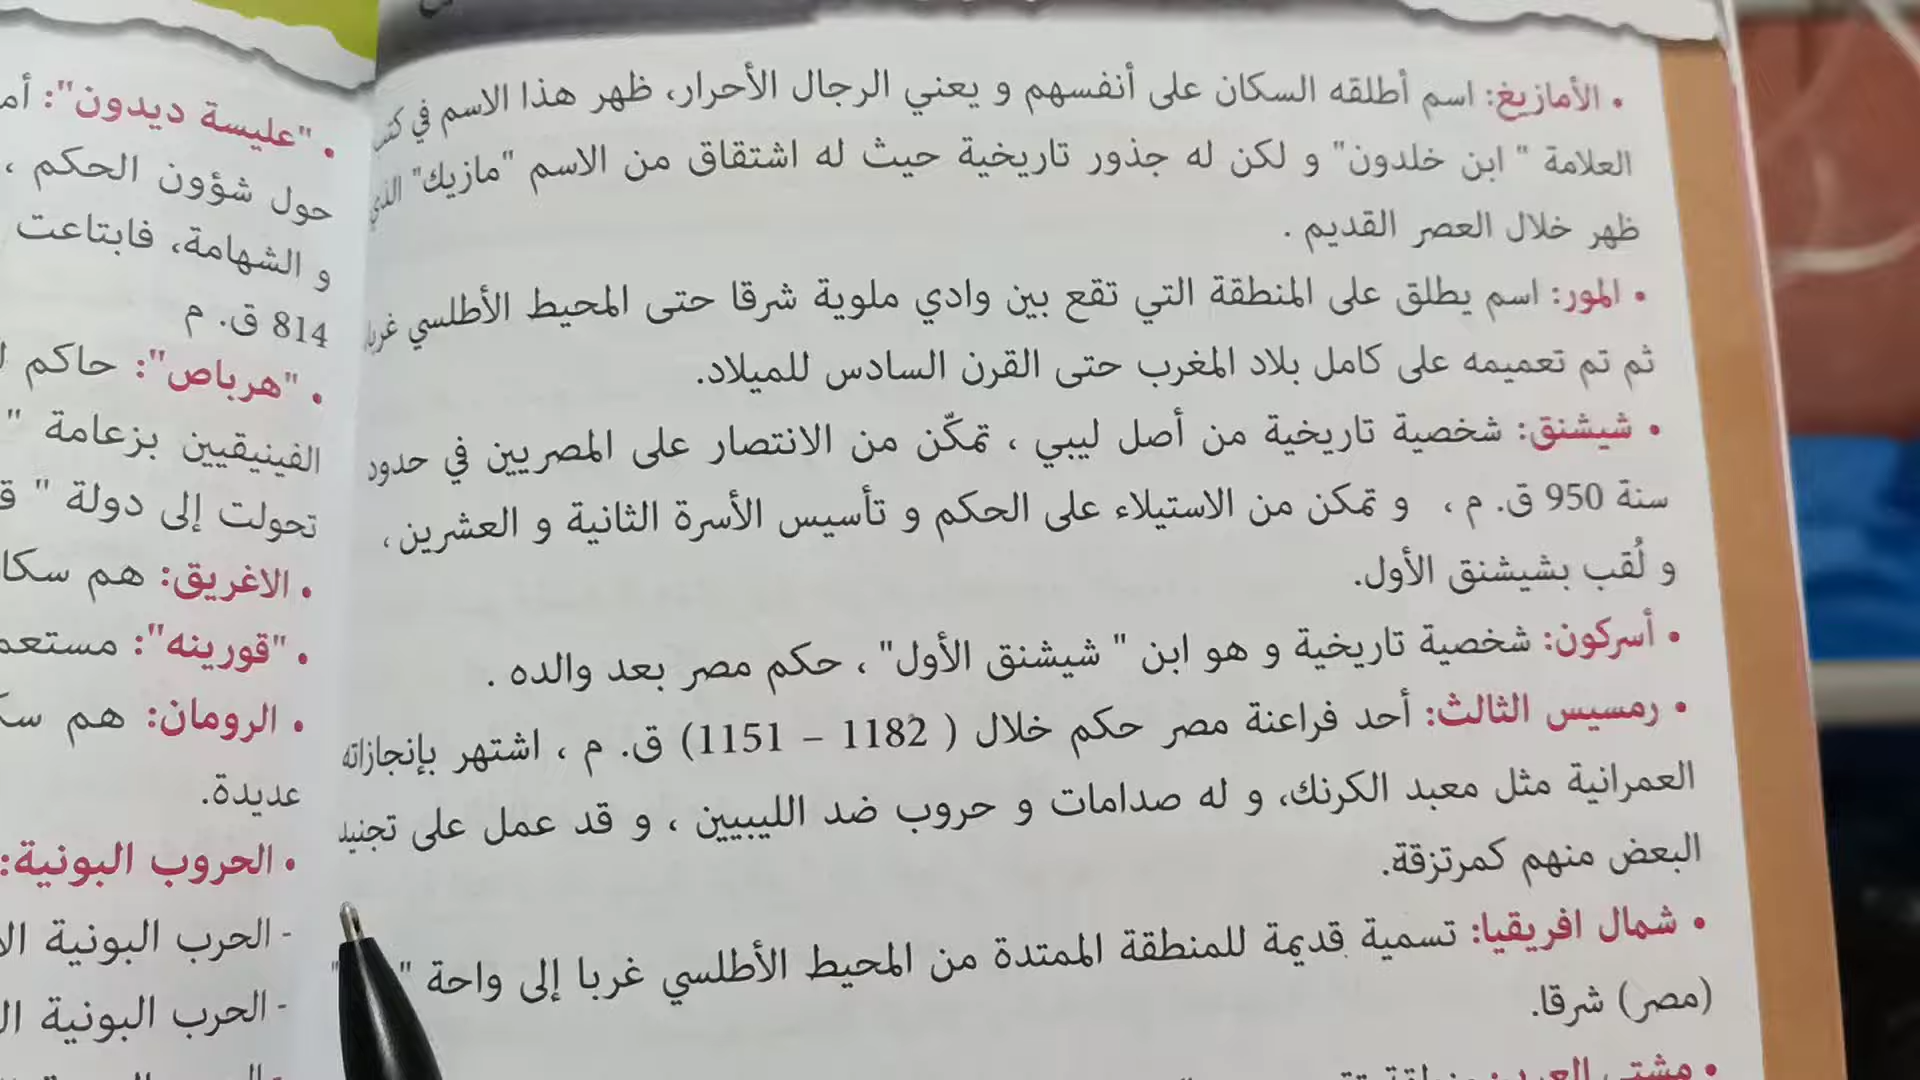 • الأمازيغ: اسم أطلقه السكان على أنفسهم و يعني الرجال الأحرار، ظهر هذا الاسم في
العلامة " ابن خلدون" و لكن له جذور تاريخية حيث له اشتقاق من الاسم "مازيك" الذي
ظهر خلال العصر القديم .
• المور: اسم يطلق على المنطقة التي تقع بين وادي ملوية شرقا حتى المحيط الأطلسي غربا
ثم تم تعميمه على كامل بلاد المغرب حتى القرن السادس للميلاد.
• شيشنق: شخصية تاريخية من أصل ليبي ، تمكّن من الانتصار على المصريين في حدود
سنة 950 ق. م ، و تمكن من الاستيلاء على الحكم و تأسيس الأسرة الثانية و العشرين ،
و لُقب بشيشنق الأول.
• أسركون: شخصية تاريخية و هو ابن " شيشنق الأول" ، حكم مصر بعد والده .
• رمسيس الثالث: أحد فراعنة مصر حكم خلال ( 1182 – 1151) ق. م ، اشتهر بإنجازاته
العمرانية مثل معبد الكرنك، و له صدامات و حروب ضد الليبيين ، و قد عمل على تجنيد
البعض منهم كمرتزقة.
• شمال افريقيا: تسمية قديمة للمنطقة الممتدة من المحيط الأطلسي غربا إلى واحة "
(مصر) شرقا.
• "عليسة ديدون":
حول شؤون الحكم ،
و الشهامة، فابتاعت
814 ق. م
• "هرباص": حاكم
الفينيقيين بزعامة "
تحولت إلى دولة "
• الاغريق: هم
• "قورينه":
• الرومان: هم
عديدة.
• الحروب البونية:
- الحرب البونية
- الحرب البونية